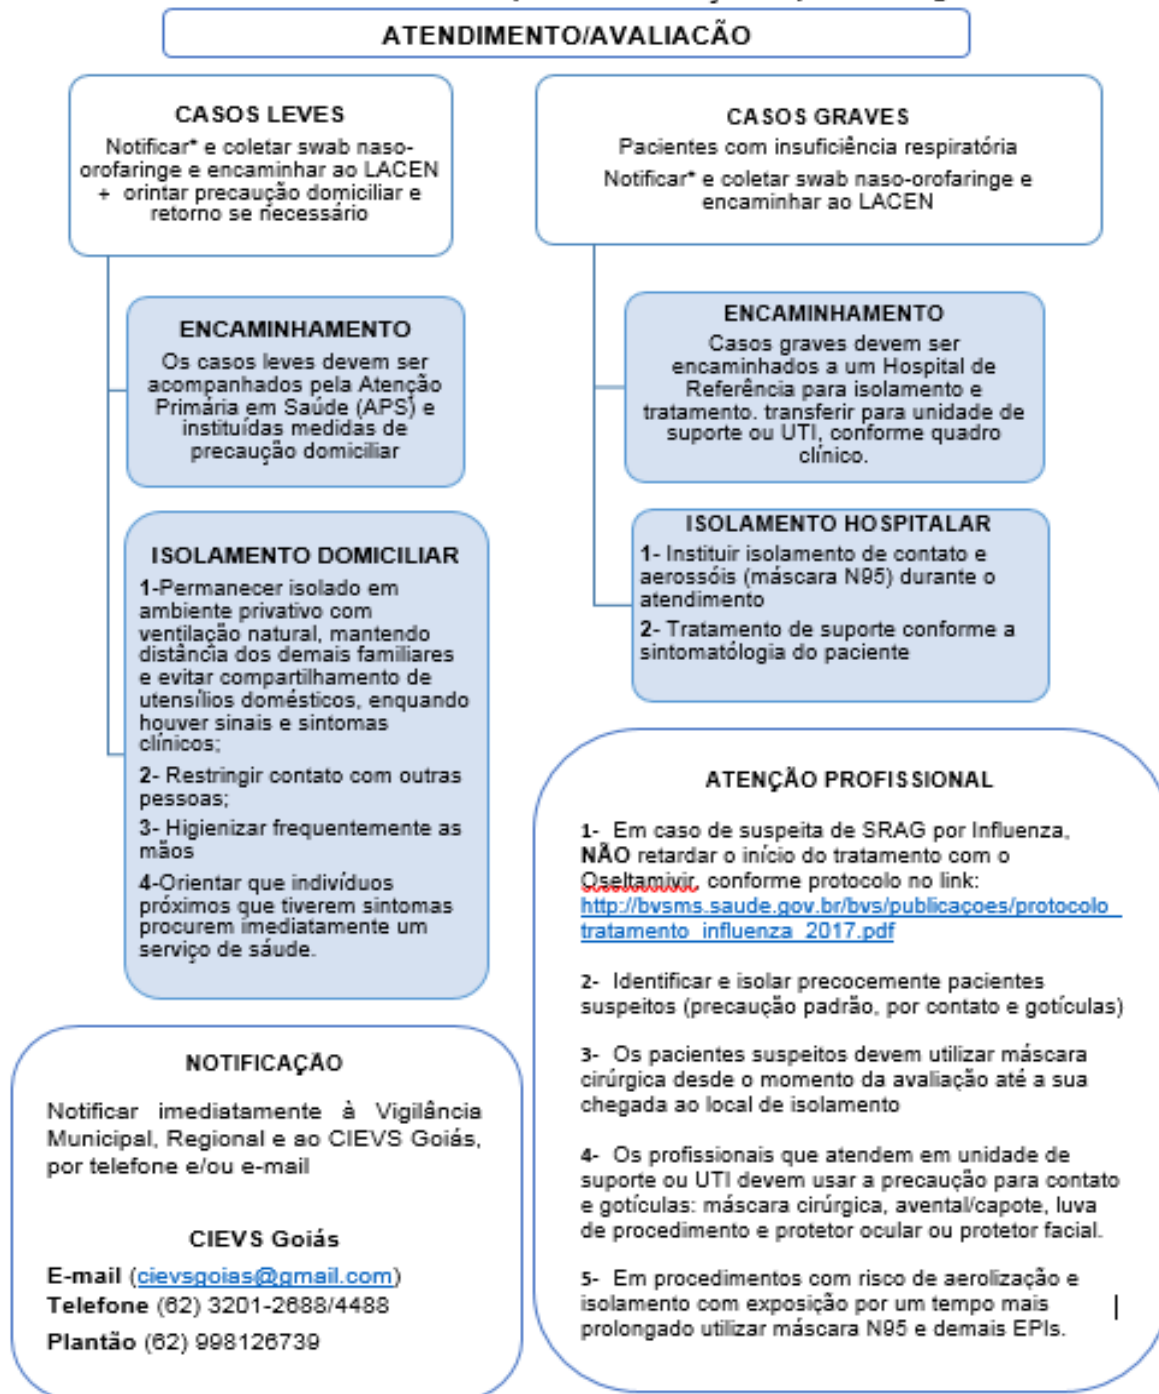 ATENDIMENTO/AVALIACÃO
CASOS LEVES
Notificar* e coletar swab naso-
orofaringe e encaminhar ao LACEN
+ orintar precaução domiciliar e
retorno se necessário
ENCAMINHAMENTO
Os casos leves devem ser
acompanhados pela Atenção
Primária em Saúde (APS) e
instituídas medidas de
precaução domiciliar
ISOLAMENTO DOMICILIAR
1-Permanecer isolado em
ambiente privativo com
ventilação natural, mantendo
distância dos demais familiares
e evitar compartilhamento de
utensílios domésticos, enquando
houver sinais e sintomas
clínicos;
2- Restringir contato com outras
pessoas;
3- Higienizar frequentemente as
mãos
4-Orientar que indivíduos
próximos que tiverem sintomas
procurem imediatamente um
serviço de sáude.
NOTIFICAÇÃO
Notificar imediatamente à Vigilância
Municipal, Regional e ao CIEVS Goiás,
por telefone e/ou e-mail
CIEVS Goiás
E-mail (cievsgoias@gmail.com)
Telefone (62) 3201-2688/4488
Plantão (62) 998126739
CASOS GRAVES
Pacientes com insuficiência respiratória
Notificar* e coletar swab naso-orofaringe e
encaminhar ao LACEN
ENCAMINHAMENTO
Casos graves devem ser
encaminhados a um Hospital de
Referência para isolamento e
tratamento. transferir para unidade de
suporte ou UTI, conforme quadro
clínico.
ISOLAMENTO HOSPITALAR
1- Instituir isolamento de contato e
aerossóis (máscara N95) durante o
atendimento
2- Tratamento de suporte conforme a
sintomatólogia do paciente
ATENÇÃO PROFISSIONAL
1- Em caso de suspeita de SRAG por Influenza,
NÃO retardar o início do tratamento com o
Oseltamivir, conforme protocolo no link:
http://bvsms.saude.gov.br/bvs/publicaçoes/protocolo_
tratamento_influenza_2017.pdf
2- Identificar e isolar precocemente pacientes
suspeitos (precaução padrão, por contato e gotículas)
3- Os pacientes suspeitos devem utilizar máscara
cirúrgica desde o momento da avaliação até a sua
chegada ao local de isolamento
4- Os profissionais que atendem em unidade de
suporte ou UTI devem usar a precaução para contato
e gotículas: máscara cirúrgica, avental/capote, luva
de procedimento e protetor ocular ou protetor facial.
5- Em procedimentos com risco de aerolização e
isolamento com exposição por um tempo mais
prolongado utilizar máscara N95 e demais EPIs.